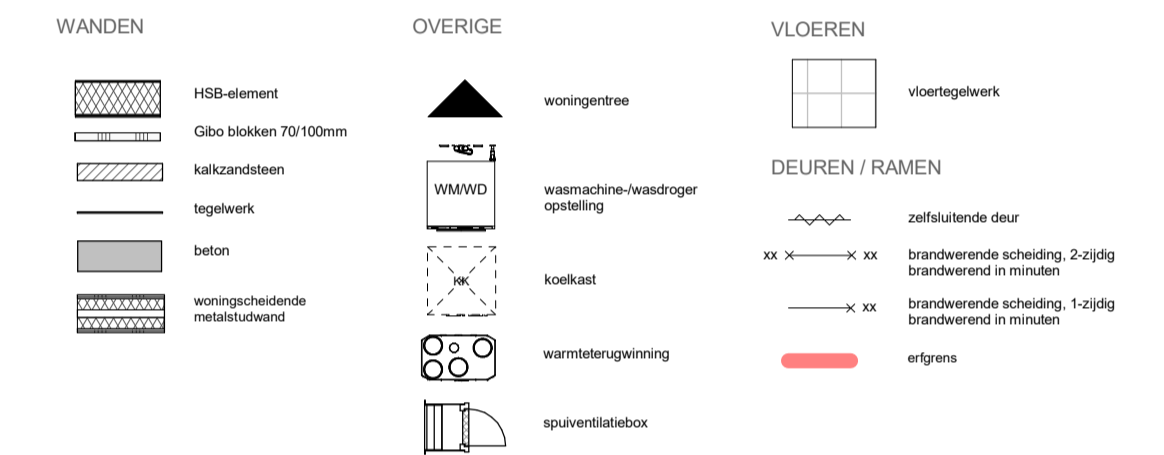 WANDEN
HSB-element
Gibo blokken 70/100mm
kalkzandsteen
tegelwerk
beton
woningscheidende
metalstudwand
OVERIGE
woningentree
WM/WD
wasmachine-/wasdroger
opstelling
KK
koelkast
warmteterugwinning
spuiventilatiebox
VLOEREN
vloertegelwerk
DEUREN / RAMEN
zelfsluitende deur
xx xx
brandwerende scheiding, 2-zijdig
brandwerend in minuten
xx
brandwerende scheiding, 1-zijdig
brandwerend in minuten
erfgrens